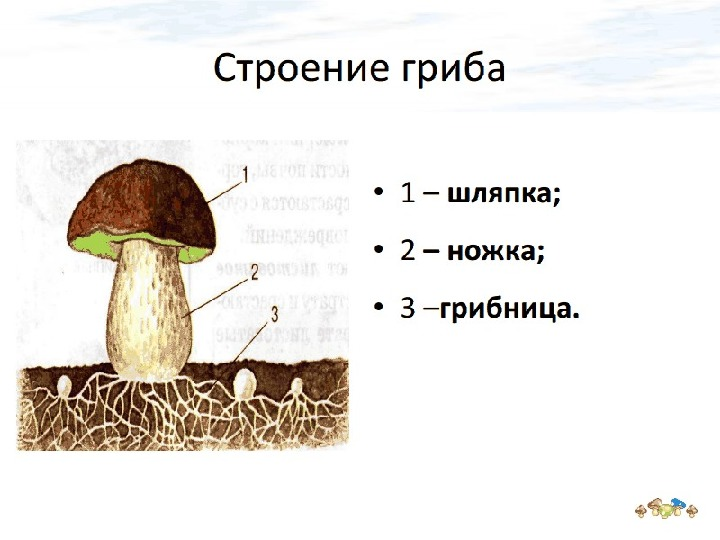 Строение гриба
1
2
3
• 1 – шляпка;
• 2 – ножка;
• 3 –грибница.